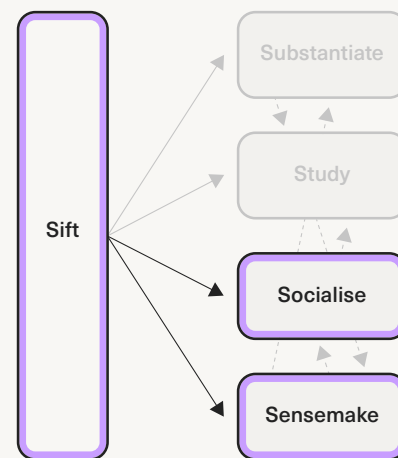 Sift
Substantiate
Study
Socialise
Sensemake